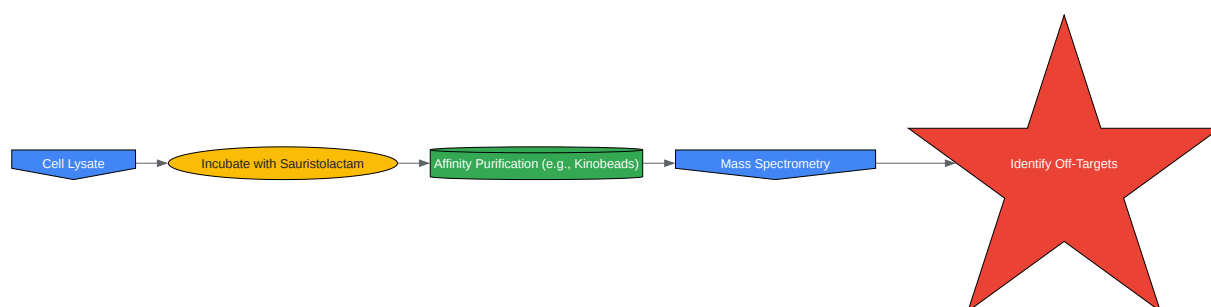 Cell Lysate
Incubate with Sauristolactam
Affinity Purification (e.g., Kinobeads)
Mass Spectrometry
Identify Off-Targets